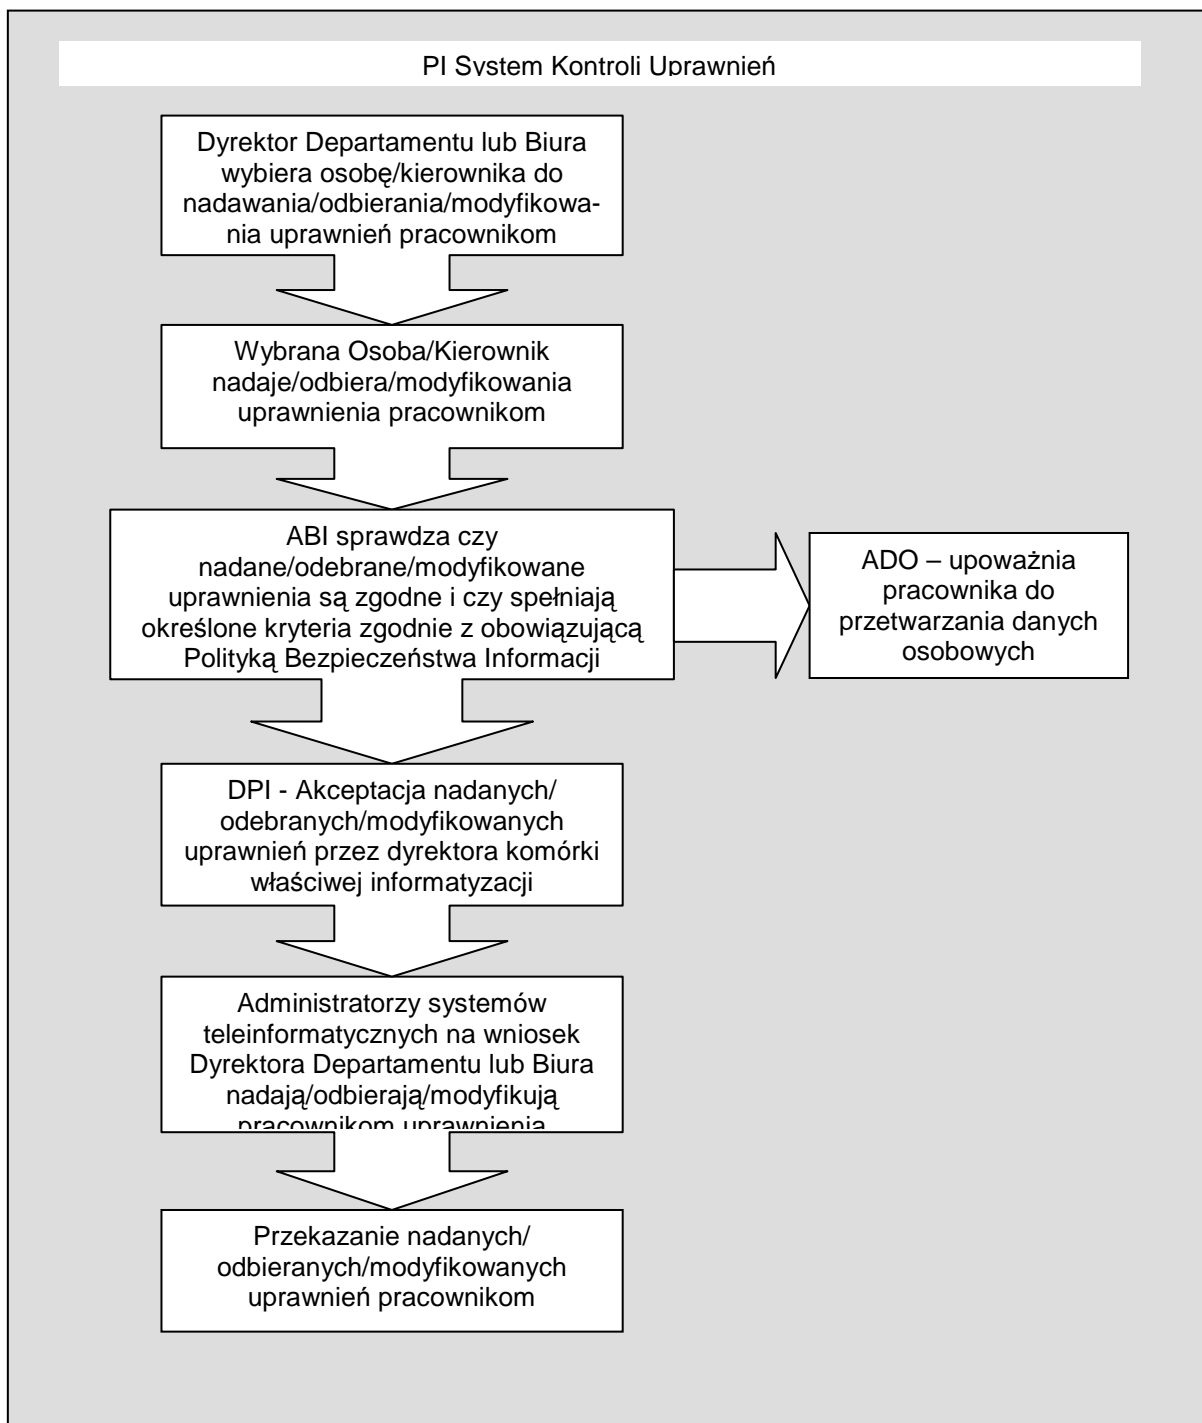 PI System Kontroli Uprawnień
Dyrektor Departamentu lub Biura
wybiera osobę/kierownika do
nadawania/odbierania/modyfikowa-
nia uprawnień pracownikom
Wybrana Osoba/Kierownik
nadaje/odbiera/modyfikowania
uprawnienia pracownikom
ABI sprawdza czy
nadane/odebrane/modyfikowane
uprawnienia są zgodne i czy spełniają
określone kryteria zgodnie z obowiązującą
Polityką Bezpieczeństwa Informacji
ADO – upoważnia
pracownika do
przetwarzania danych
osobowych
DPI - Akceptacja nadanych/
odebranych/modyfikowanych
uprawnień przez dyrektora komórki
właściwej informatyzacji
Administratorzy systemów
teleinformatycznych na wniosek
Dyrektora Departamentu lub Biura
nadają/odbierają/modyfikują
pracownikom uprawnienia
Przekazanie nadanych/
odbieranych/modyfikowanych
uprawnień pracownikom